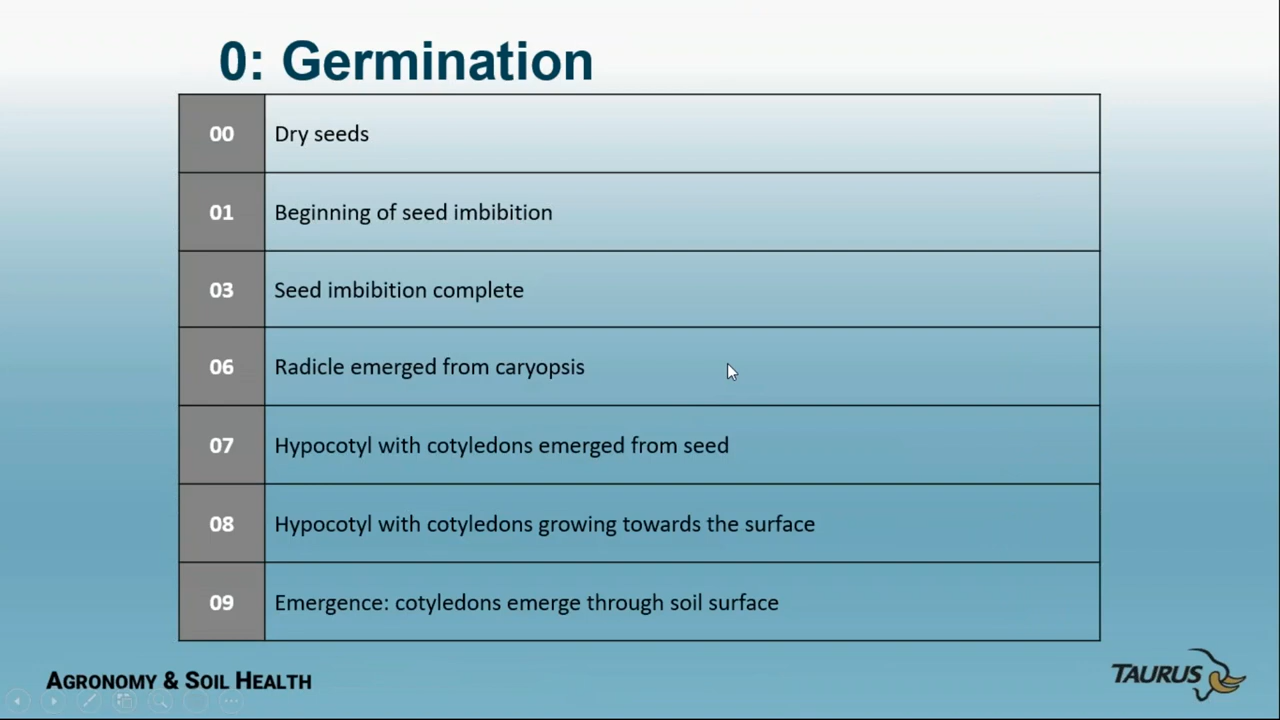 0: Germination
00 Dry seeds
01 Beginning of seed imbibition
03 Seed imbibition complete
06 Radicle emerged from caryopsis
07 Hypocotyl with cotyledons emerged from seed
08 Hypocotyl with cotyledons growing towards the surface
09 Emergence: cotyledons emerge through soil surface
AGRONOMY & SOIL HEALTH
TAURUS